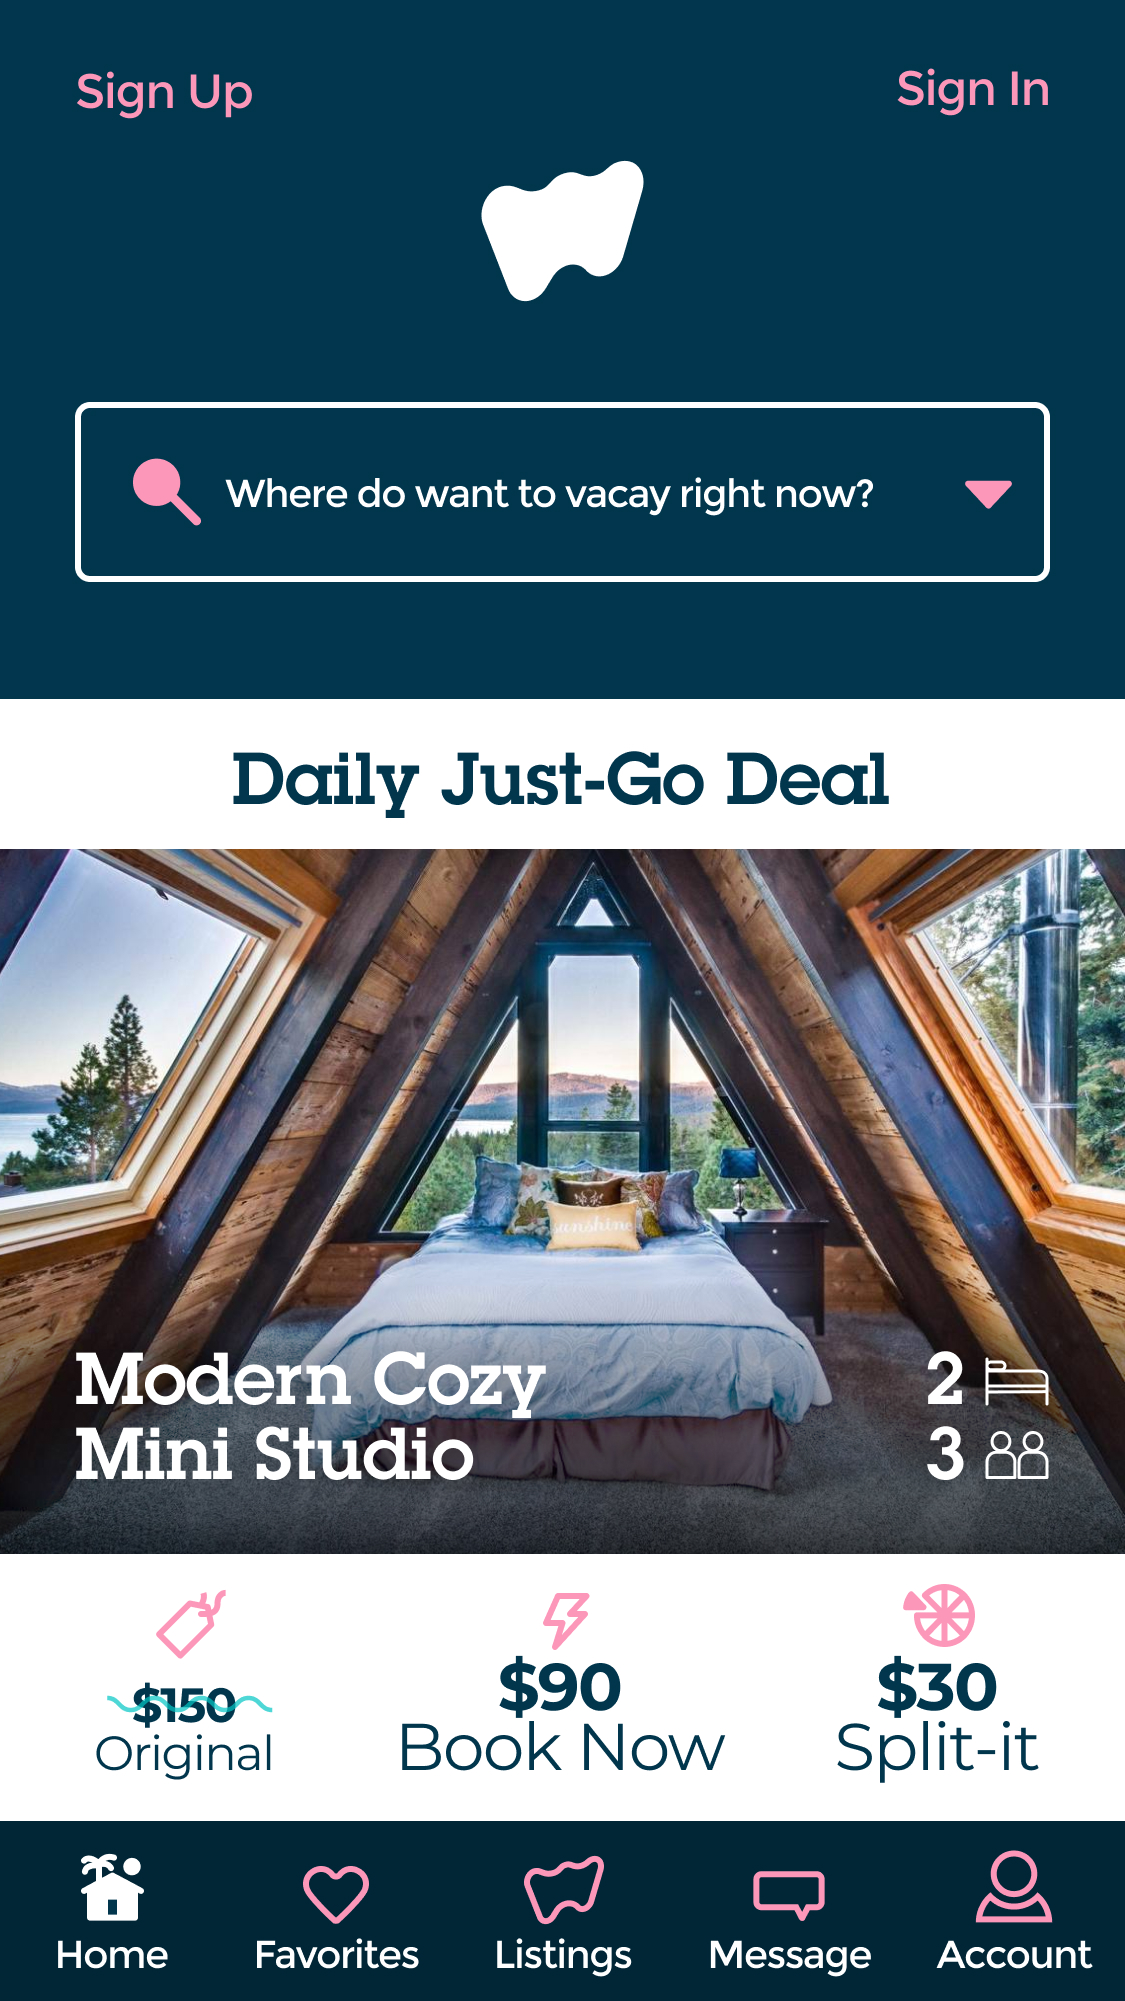 Sign Up
Sign In
Where do want to vacay right now?
Daily Just-Go Deal
sunshine
Modern Cozy
Mini Studio
2
3
$150
Original
$90
Book Now
$30
Split-it
Home
Favorites
Listings
Message
Account